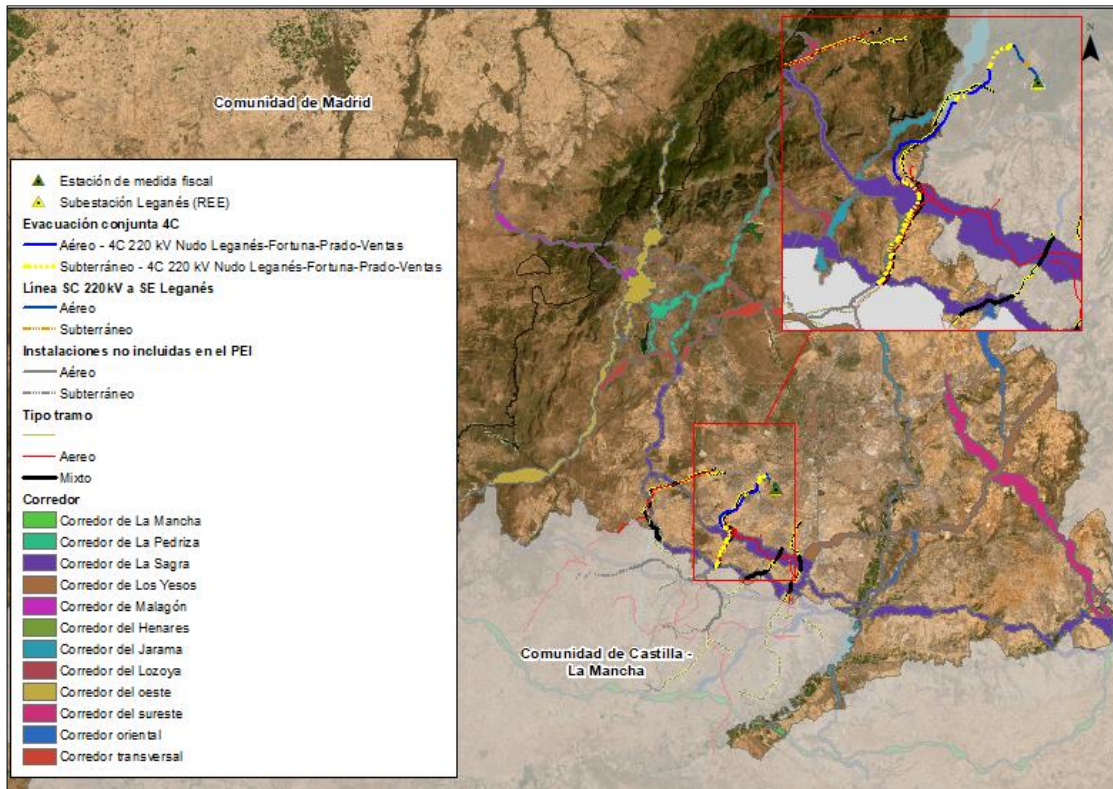 Comunidad de Madrid
N
Estación de medida fiscal
Subestación Leganés (REE)
Evacuación conjunta 4C
Aéreo - 4C 220 kV Nudo Leganés-Fortuna-Prado-Ventas
Subterráneo - 4C 220 kV Nudo Leganés-Fortuna-Prado-Ventas
Línea SC 220kV a SE Leganés
Aéreo
Subterráneo
Instalaciones no incluidas en el PEI
Aéreo
Subterráneo
Tipo tramo
Aereo
Mixto
Corredor
Corredor de La Mancha
Corredor de La Pedriza
Corredor de La Sagra
Corredor de Los Yesos
Corredor de Malagón
Corredor del Henares
Corredor del Jarama
Corredor del Lozoya
Corredor del oeste
Corredor del sureste
Corredor oriental
Corredor transversal
Comunidad de Castilla -
La Mancha